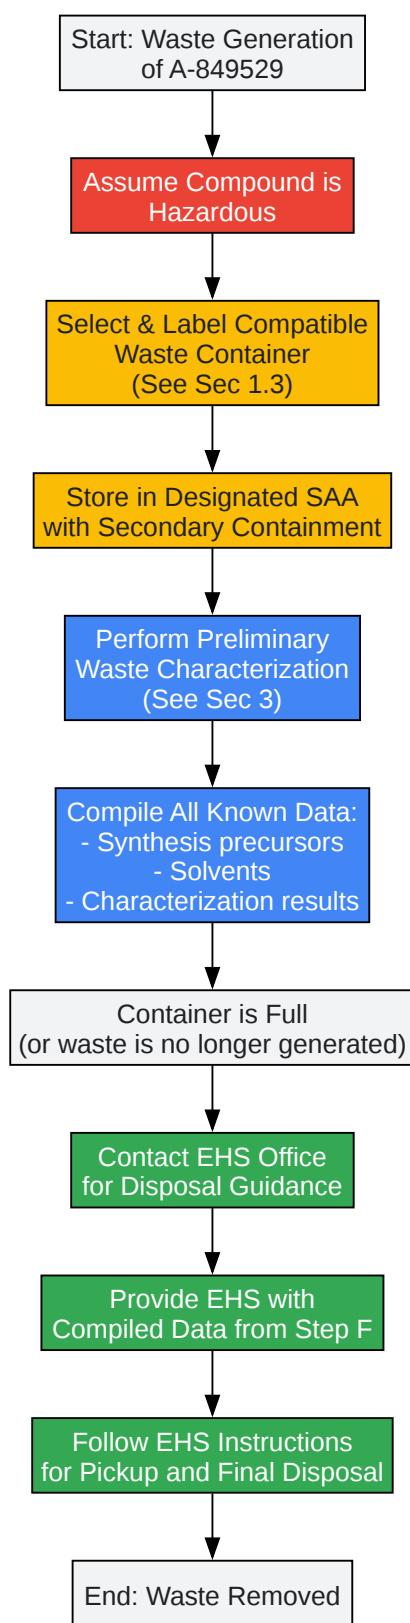 Start: Waste Generation
of A-849529
Assume Compound is
Hazardous
Select & Label Compatible
Waste Container
(See Sec 1.3)
Store in Designated SAA
with Secondary Containment
Perform Preliminary
Waste Characterization
(See Sec 3)
Compile All Known Data:
- Synthesis precursors
- Solvents
- Characterization results
Container is Full
(or waste is no longer generated)
Contact EHS Office
for Disposal Guidance
Provide EHS with
Compiled Data from Step F
Follow EHS Instructions
for Pickup and Final Disposal
End: Waste Removed